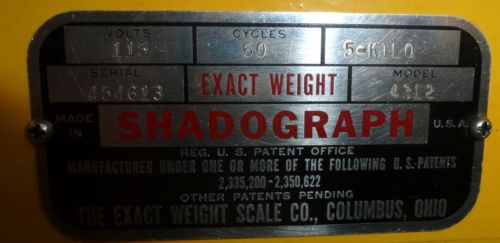 VOLTS CYCLES
115 60 5-KILO
SERIAL EXACT WEIGHT MODEL
454613 4312
MADE IN SHADOGRAPH U.S.A.
REG. U.S. PATENT OFFICE
MANUFACTURED UNDER ONE OR MORE OF THE FOLLOWING U.S. PATENTS
2,335,200-2,350,622
OTHER PATENTS PENDING
THE EXACT WEIGHT SCALE CO., COLUMBUS, OHIO